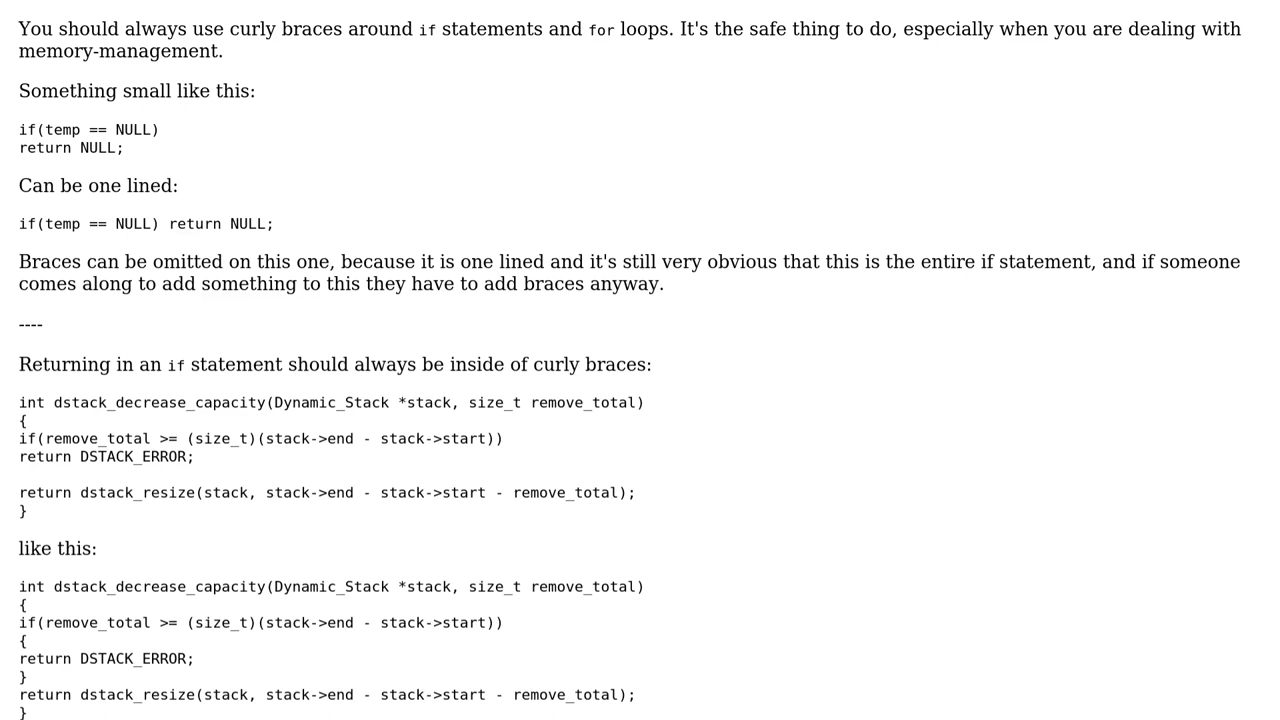 You should always use curly braces around if statements and for loops. It's the safe thing to do, especially when you are dealing with
memory-management.
Something small like this:
if(temp == NULL)
return NULL;
Can be one lined:
if(temp == NULL) return NULL;
Braces can be omitted on this one, because it is one lined and it's still very obvious that this is the entire if statement, and if someone
comes along to add something to this they have to add braces anyway.
----
Returning in an if statement should always be inside of curly braces:
int dstack_decrease_capacity(Dynamic_Stack *stack, size_t remove_total)
{
if(remove_total >= (size_t)(stack->end - stack->start))
return DSTACK_ERROR;
return dstack_resize(stack, stack->end - stack->start - remove_total);
}
like this:
int dstack_decrease_capacity(Dynamic_Stack *stack, size_t remove_total)
{
if(remove_total >= (size_t)(stack->end - stack->start))
{
return DSTACK_ERROR;
}
return dstack_resize(stack, stack->end - stack->start - remove_total);
}